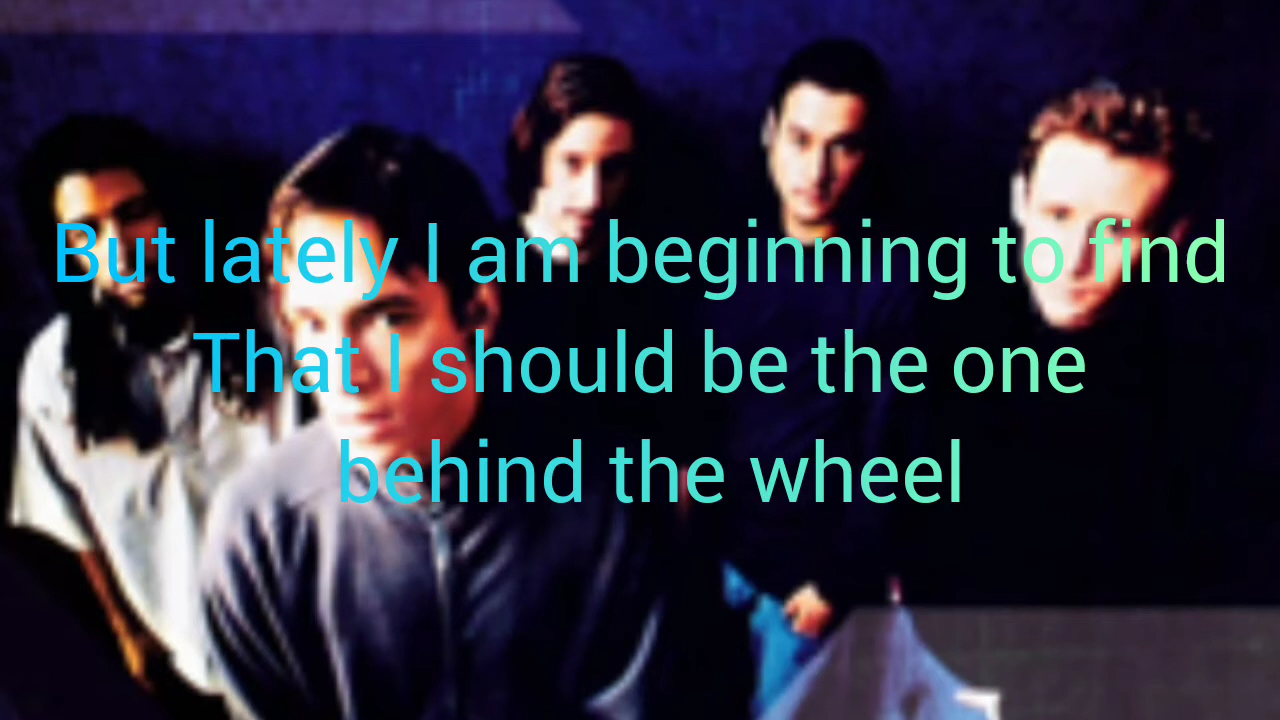 But lately I am beginning to find
That I should be the one
behind the wheel